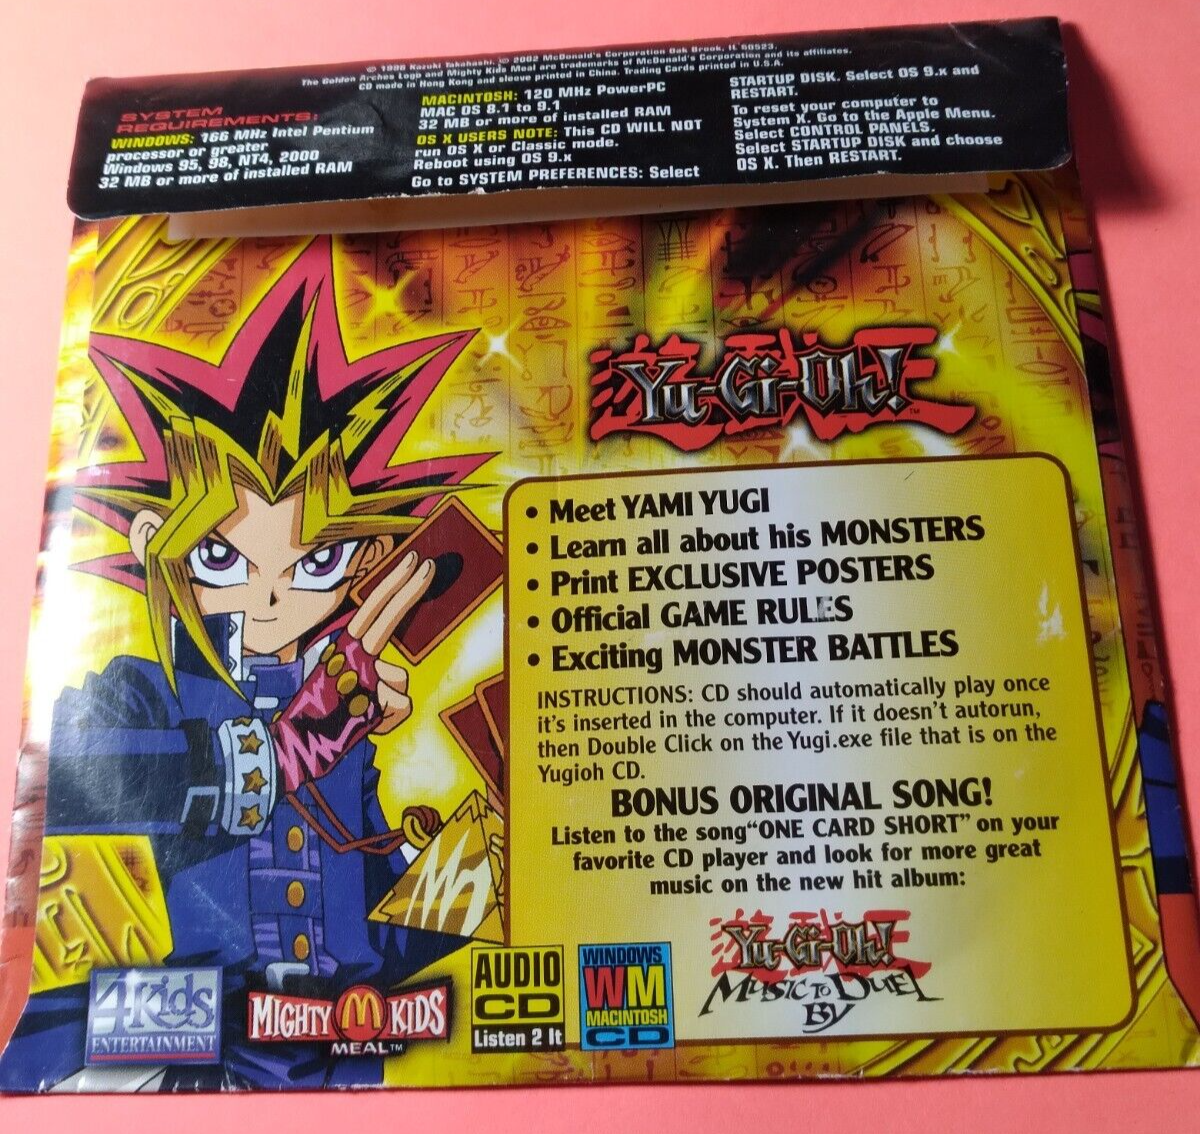 © 1996 Kazuki Takahashi. © 2002 McDonald's Corporation Oak Brook, IL 60523.
The Golden Arches Logo and Mighty Kids Meal are trademarks of McDonald's Corporation and its affiliates.
CD made in Hong Kong and sleeve printed in China. Trading Cards printed in U.S.A.
SYSTEM
REQUIREMENTS:
WINDOWS: 166 MHz Intel Pentium
processor or greater
Windows 95, 98, NT4, 2000
32 MB or more of installed RAM
MACINTOSH: 120 MHz PowerPC
MAC OS 8.1 to 9.1
32 MB or more of installed RAM
OS X USERS NOTE: This CD WILL NOT
run OS X or Classic mode.
Reboot using OS 9.x
Go to SYSTEM PREFERENCES: Select
STARTUP DISK. Select OS 9.x and
RESTART.
To reset your computer to
System X. Go to the Apple Menu.
Select CONTROL PANELS.
Select STARTUP DISK and choose
OS X. Then RESTART.
遊戯王
Yu-Gi-Oh!™
• Meet YAMI YUGI
• Learn all about his MONSTERS
• Print EXCLUSIVE POSTERS
• Official GAME RULES
• Exciting MONSTER BATTLES
INSTRUCTIONS: CD should automatically play once
it's inserted in the computer. If it doesn't autorun,
then Double Click on the Yugi.exe file that is on the
Yugioh CD.
BONUS ORIGINAL SONG!
Listen to the song“ONE CARD SHORT” on your
favorite CD player and look for more great
music on the new hit album:
遊戯王
Yu-Gi-Oh!
MUSIC TO DUEL
BY
4Kids
ENTERTAINMENT
MIGHTY M KIDS
MEAL™
AUDIO
CD
Listen 2 It
WINDOWS
WM
MACINTOSH
CD